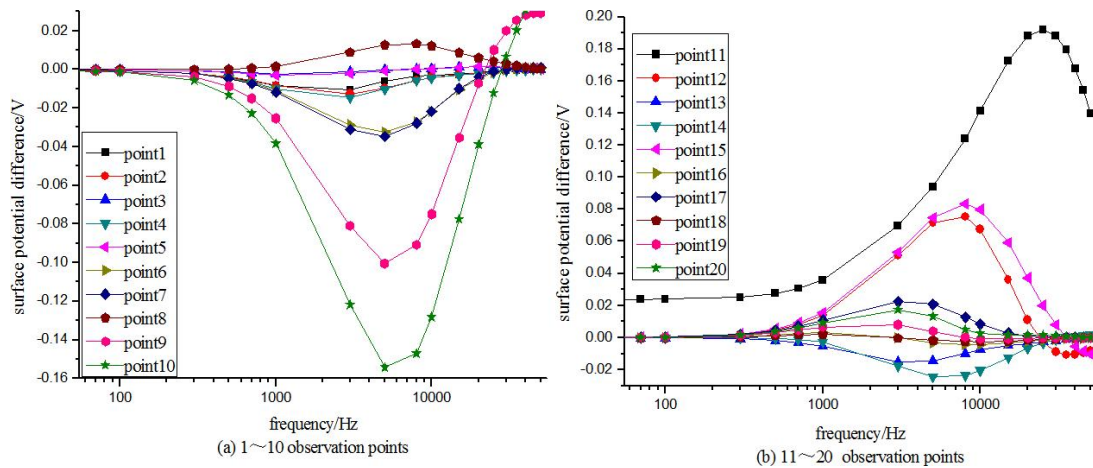 surface potential difference/V
0.02
0.00
-0.02
-0.04
-0.06
-0.08
-0.10
-0.12
-0.14
-0.16
point1
point2
point3
point4
point5
point6
point7
point8
point9
point10
100
1000
10000
frequency/Hz
(a) 1～10 observation points
surface potential difference/V
0.20
0.18
0.16
0.14
0.12
0.10
0.08
0.06
0.04
0.02
0.00
-0.02
point11
point12
point13
point14
point15
point16
point17
point18
point19
point20
100
1000
10000
frequency/Hz
(b) 11～20 observation points